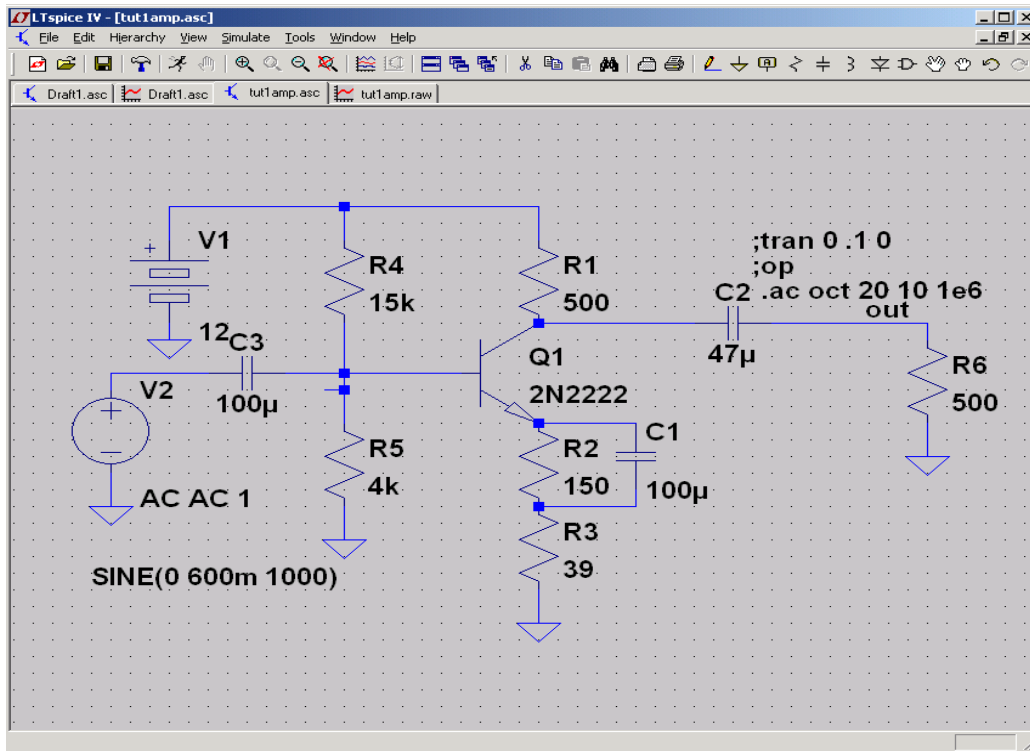 LTspice IV - [tut1amp.asc]
File Edit Hierarchy View Simulate Tools Window Help
Draft1.asc Draft1.asc tut1amp.asc tut1amp.raw
V1
12
R4
15k
R1
500
;tran 0 .1 0
;op
.ac oct 20 10 1e6
C2
out
47µ
C3
100µ
V2
Q1
2N2222
R6
500
AC AC 1
R5
4k
R2
150
C1
100µ
R3
39
SINE(0 600m 1000)